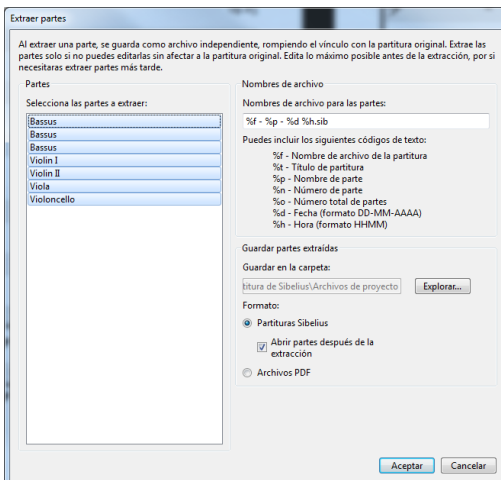 Extraer partes
Al extraer una parte, se guarda como archivo independiente, rompiendo el vínculo con la partitura original. Extrae las
partes solo si no puedes editarlas sin afectar a la partitura original. Edita lo máximo posible antes de la extracción, por si
necesitaras extraer partes más tarde.
Partes
Selecciona las partes a extraer:
Bassus
Bassus
Bassus
Violin I
Violin II
Viola
Violoncello
Nombres de archivo
Nombres de archivo para las partes:
%f - %p - %d %h.sib
Puedes incluir los siguientes códigos de texto:
%f - Nombre de archivo de la partitura
%t - Título de partitura
%p - Nombre de parte
%n - Número de parte
%o - Número total de partes
%d - Fecha (formato DD-MM-AAAA)
%h - Hora (formato HHMM)
Guardar partes extraídas
Guardar en la carpeta:
titura de Sibelius\Archivos de proyecto
Explorar...
Formato:
Partituras Sibelius
Abrir partes después de la
extracción
Archivos PDF
Aceptar
Cancelar